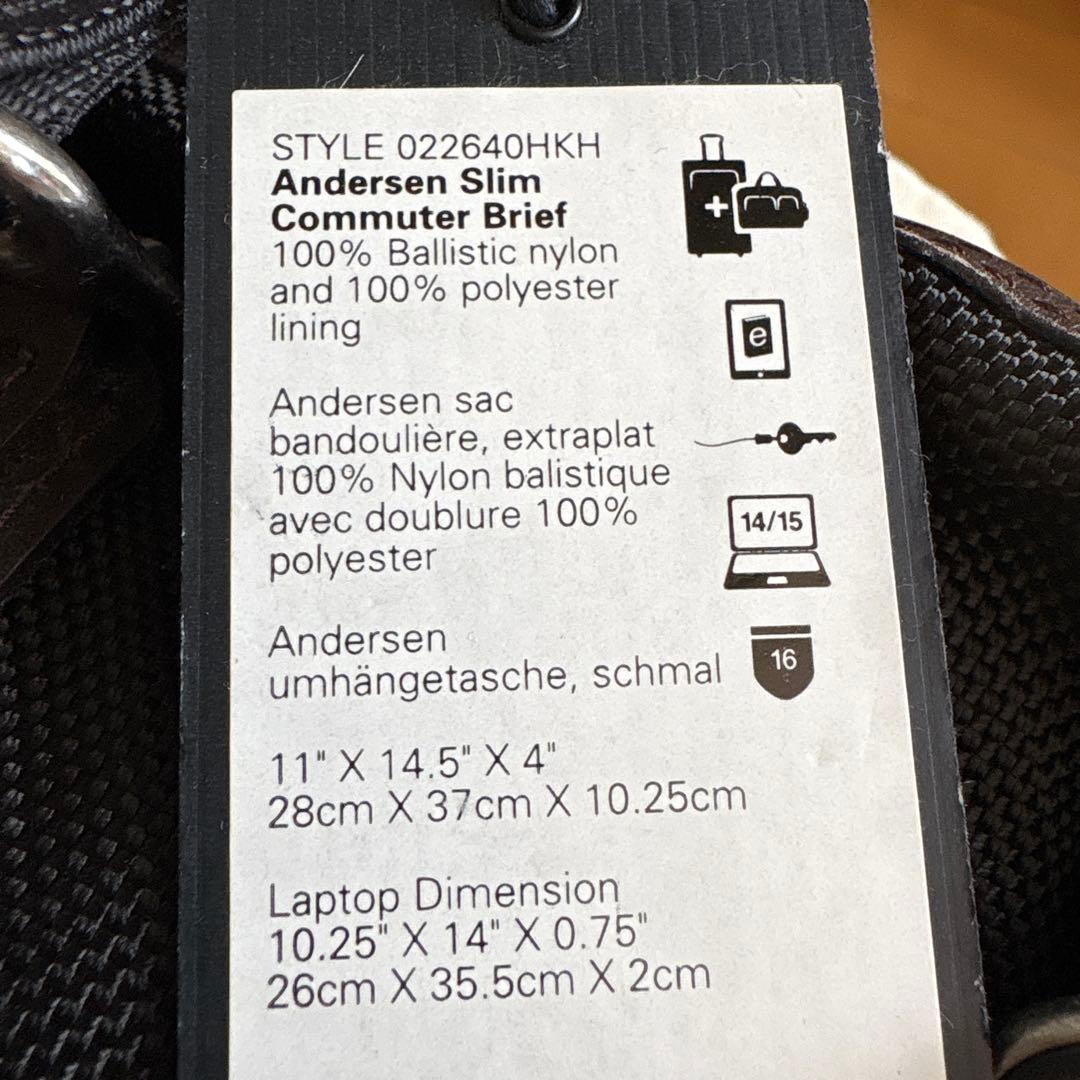 STYLE 022640HKH
Andersen Slim
Commuter Brief
100% Ballistic nylon
and 100% polyester
lining
e
Andersen sac
bandoulière, extraplat
100% Nylon balistique
avec doublure 100%
polyester
14/15
Andersen
umhängetasche, schmal
16
11" X 14.5" X 4"
28cm X 37cm X 10.25cm
Laptop Dimension
10.25" X 14" X 0.75"
26cm X 35.5cm X 2cm